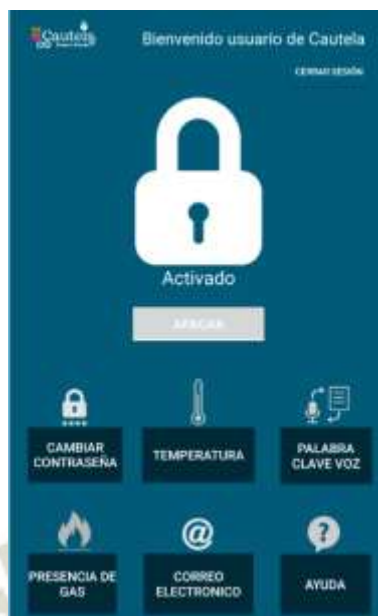 Cautela
Bienvenido usuario de Cautela
CERRAR SESIÓN
Activado
APAGAR
CAMBIAR
CONTRASEÑA
TEMPERATURA
PALABRA
CLAVE VOZ
@
?
PRESENCIA DE
GAS
CORREO
ELECTRONICO
AYUDA